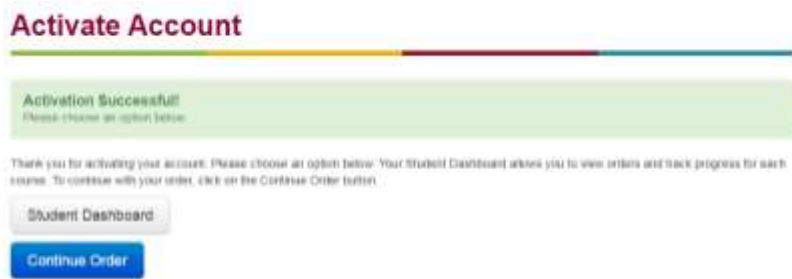 Activate Account
Activation Successful!
Please choose an option below.
Thank you for activating your account. Please choose an option below. Your Student Dashboard allows you to view orders and track progress for each
course. To continue with your order, click on the Continue Order button.
Student Dashboard
Continue Order